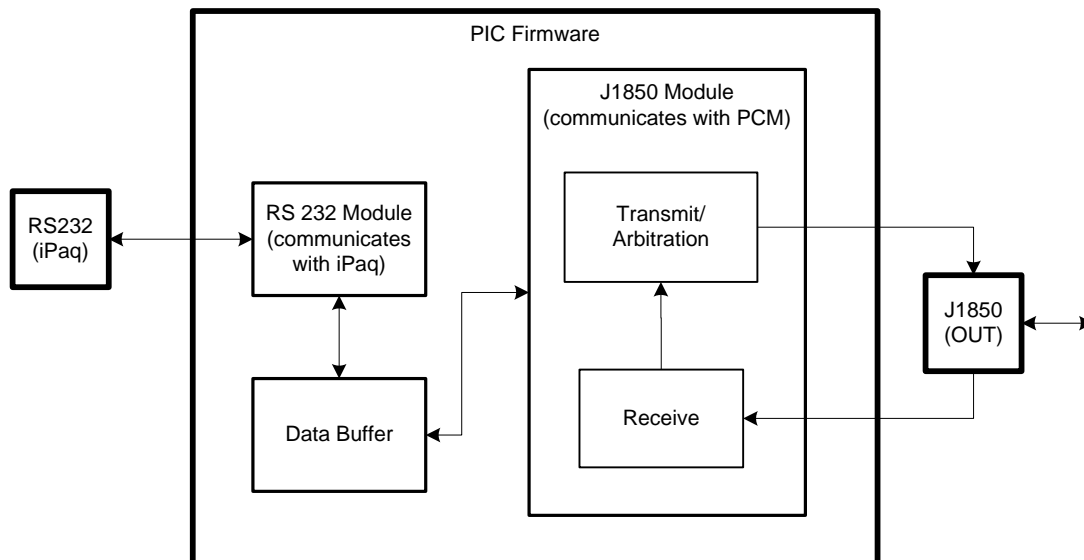 PIC Firmware
J1850 Module
(communicates with PCM)
RS232
(iPaq)
RS 232 Module
(communicates
with iPaq)
Transmit/
Arbitration
J1850
(OUT)
Data Buffer
Receive